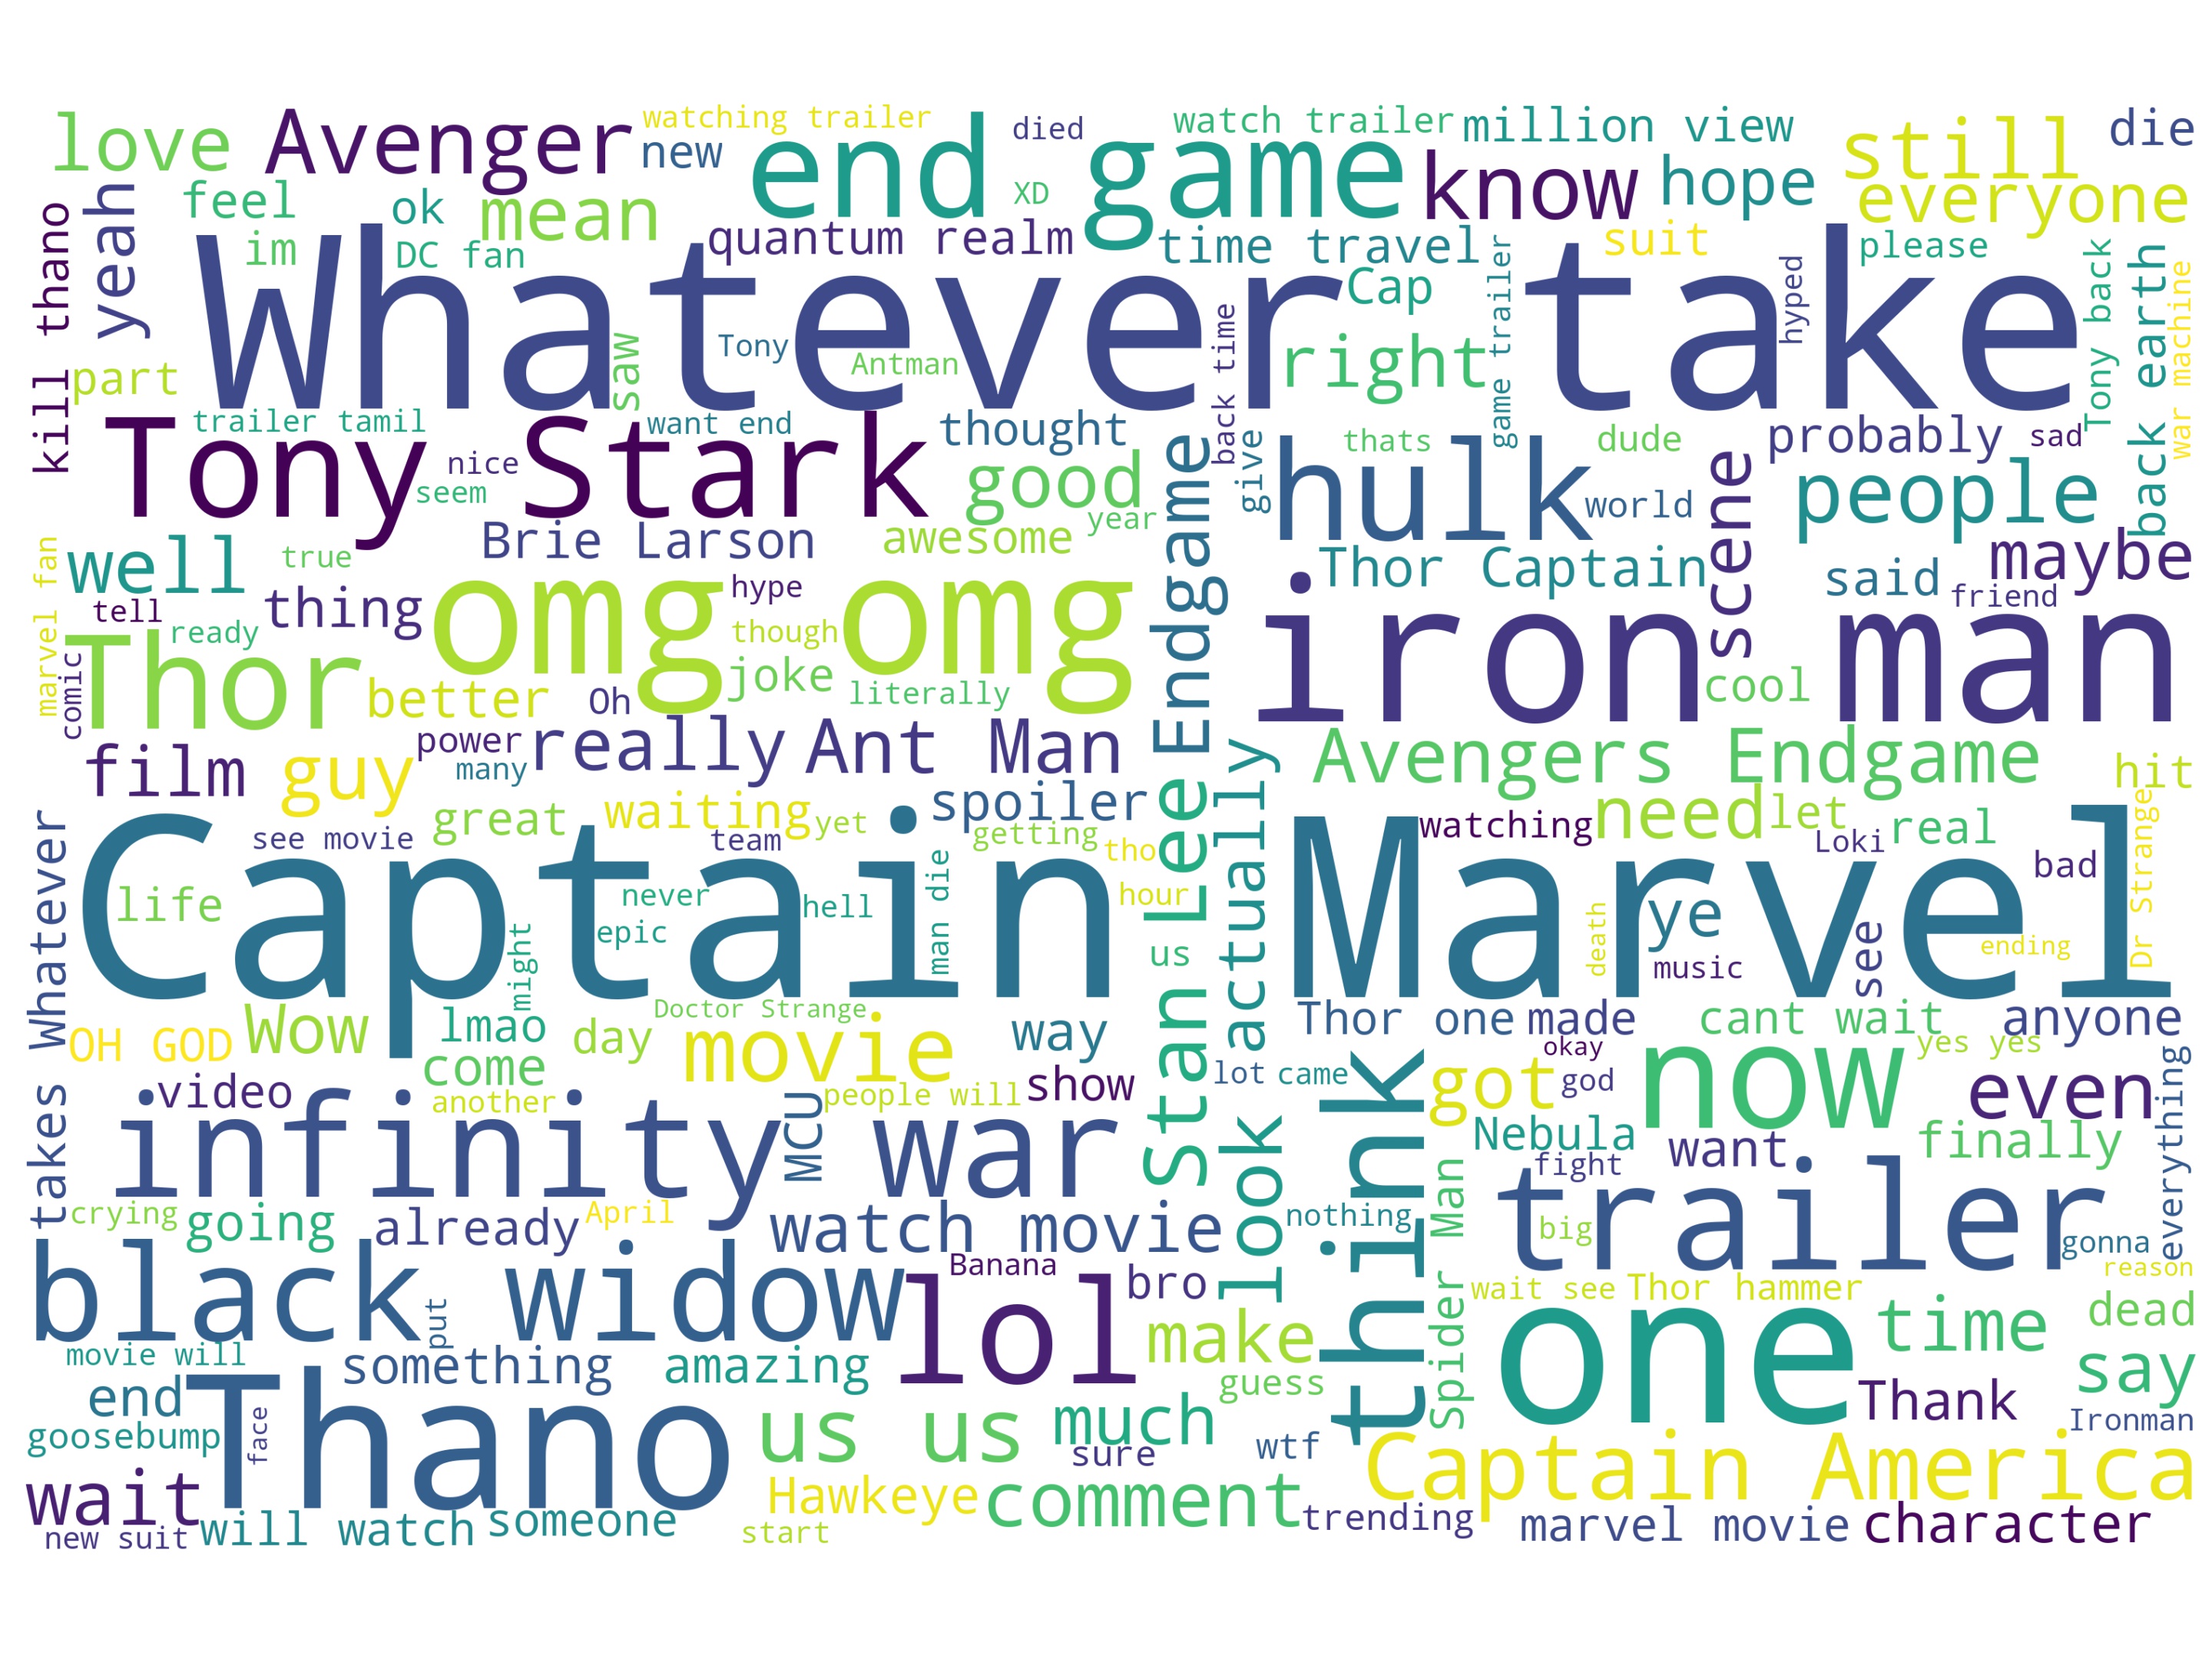 love Avenger watching trailer new end game died XD watch trailer million view know hope still everyone die
yeah feel im ok DC fan mean quantum realm time travel suit please
kill thano part Whatever take saw Tony Antman back time Cap right game trailer hyped Tony back back earth war machine
trailer tamil Tony Stark nice seem want end thought good year give thats hulk dude world probably sad people
Brie Larson awesome Endgame Thor Captain scene said maybe friend
marvel fan well true tell thing ready omg omg hype though iron man
comic Thor better Oh joke literally cool
film guy power many really Ant Man actually Avengers Endgame hit
great waiting yet spoiler getting tho Stan Lee watching need let Loki real bad Dr Strange
takes Whatever see movie team Captain Marvel
life never hell epic man die hour us might death ye music see ending
OH GOD Wow lmao come day Doctor Strange movie way Thor one made cant wait anyone
video another people will show lot came okay god got now yes yes even everything
infinity war MCU look think Nebula fight want finally
crying going already April watch movie nothing Spider Man big trailer gonna reason
black widow put lol Banana bro wait see Thor hammer one time dead
movie will something amazing make guess say
end goosebump Thano face us us much sure wtf Thank Ironman
wait new suit will watch someone start Hawkeye comment trending Captain America marvel movie character